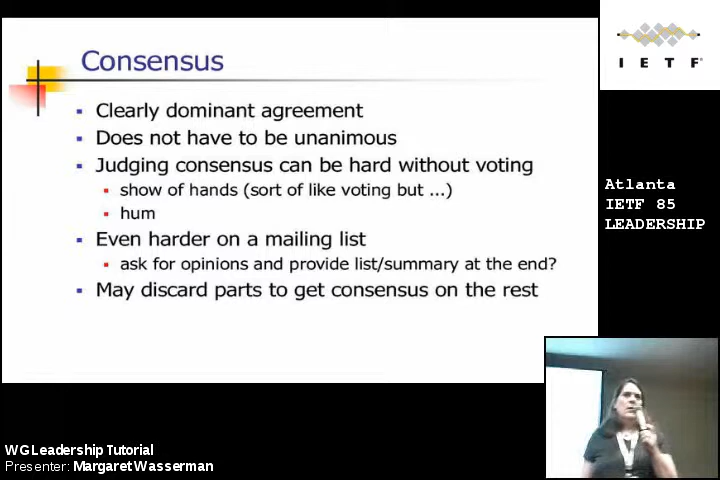 Consensus
Clearly dominant agreement
Does not have to be unanimous
Judging consensus can be hard without voting
show of hands (sort of like voting but ...)
hum
Even harder on a mailing list
ask for opinions and provide list/summary at the end?
May discard parts to get consensus on the rest
I E T F®
Atlanta
IETF 85
LEADERSHIP
WG Leadership Tutorial
Presenter: Margaret Wasserman